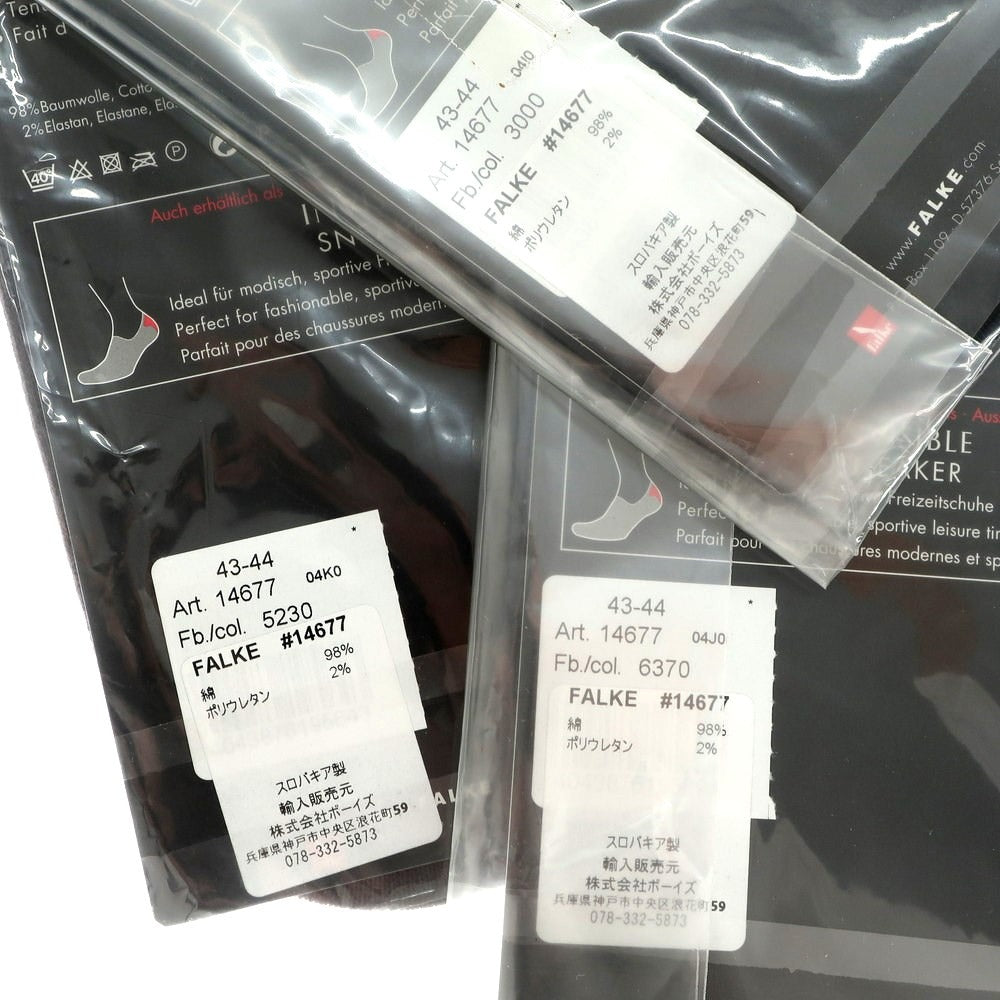 Fait d
98% Baumwolle, Cotto
2% Elastan, Elastane, Ela
40°
P
Auch erhältlich als
Ideal für modisch, sportive F
Perfect for fashionable, sportiv
Parfait pour des chaussures modern
43-44
04I0
Art. 14677
Fb./col. 3000
FALKE #14677
綿 98%
ポリウレタン 2%
スロバキア製
輸入販売元
株式会社ボーイズ
兵庫県神戸市中央区浪花町59
078-332-5873
www.FALKE.com
Box 1109 · D-57376 S
falke
43-44
Art. 14677 04K0
Fb./col. 5230
FALKE #14677
綿 98%
ポリウレタン 2%
スロバキア製
輸入販売元
株式会社ボーイズ
兵庫県神戸市中央区浪花町59
078-332-5873
ALKE
s · Aus
IBLE
KER
Freizeitschuhe
Perfec sportive leisure tim
Parfait pour chaussures modernes et sp
43-44
Art. 14677 04J0
Fb./col. 6370
FALKE #14677
綿 98%
ポリウレタン 2%
スロバキア製
輸入販売元
株式会社ボーイズ
兵庫県神戸市中央区浪花町59
078-332-5873